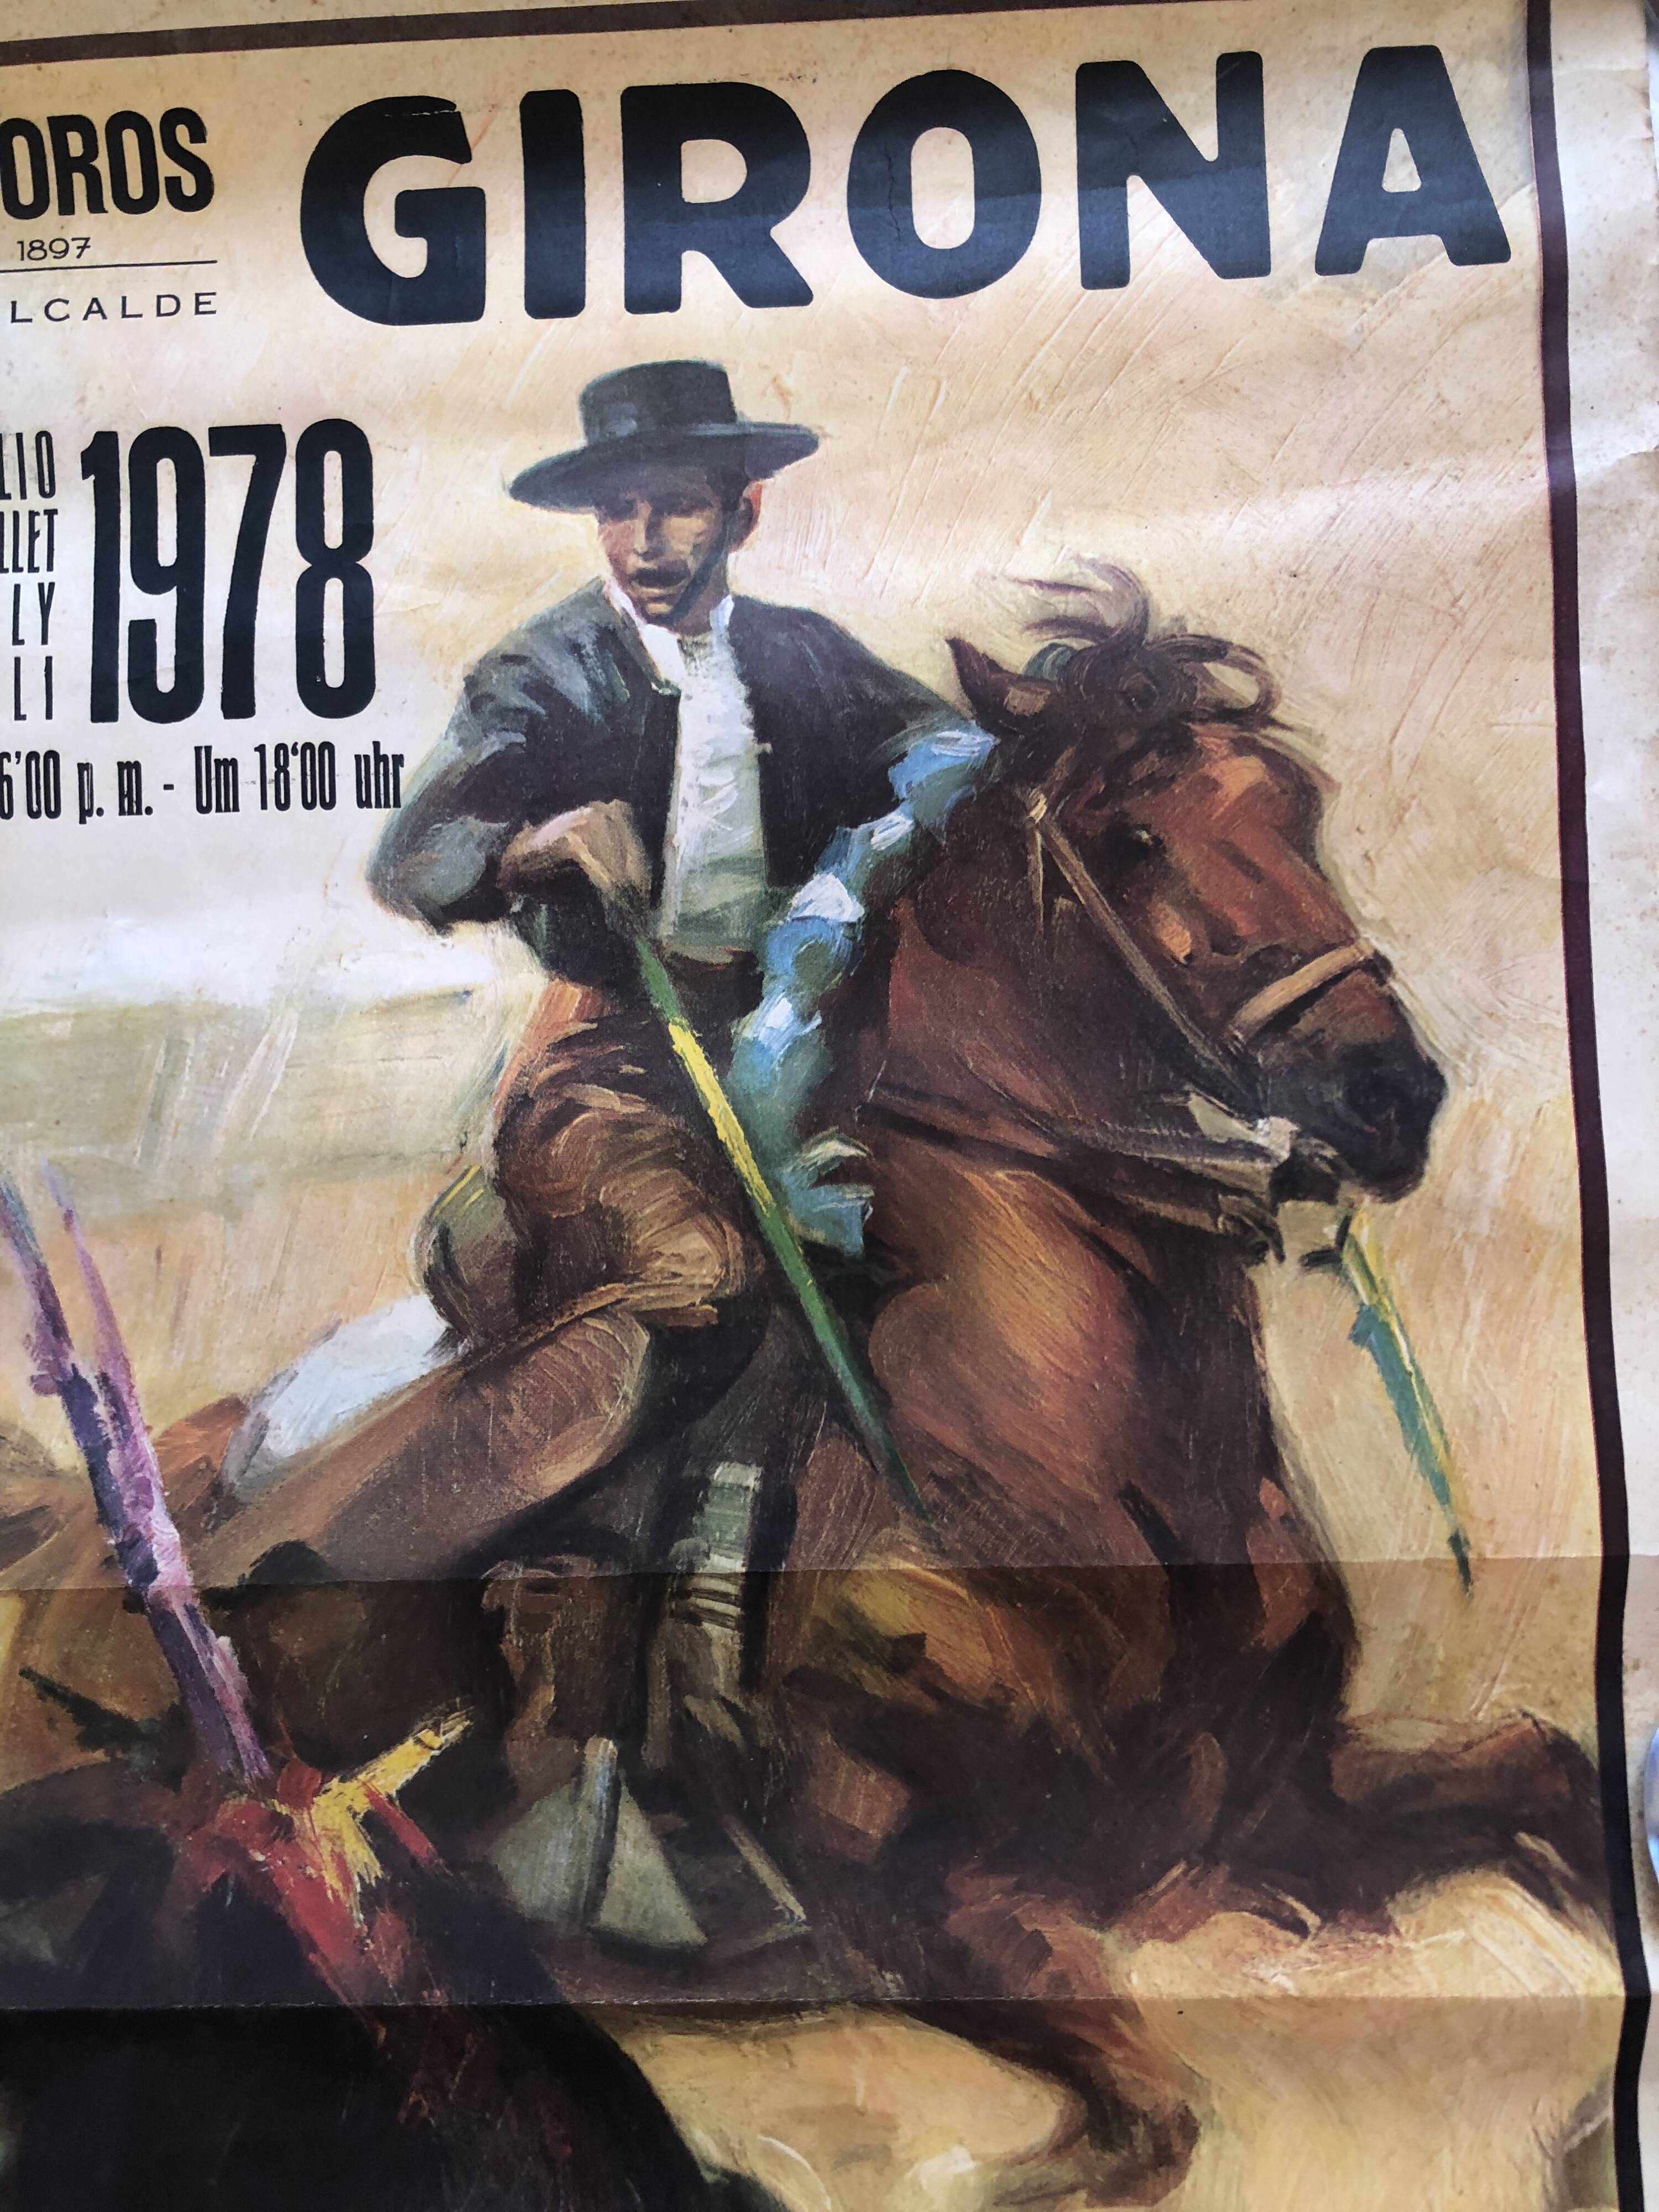 OROS GIRONA
1897
LCALDE
LIO 1978
LLET
LY
LI
6'00 p. m. - Um 18'00 uhr